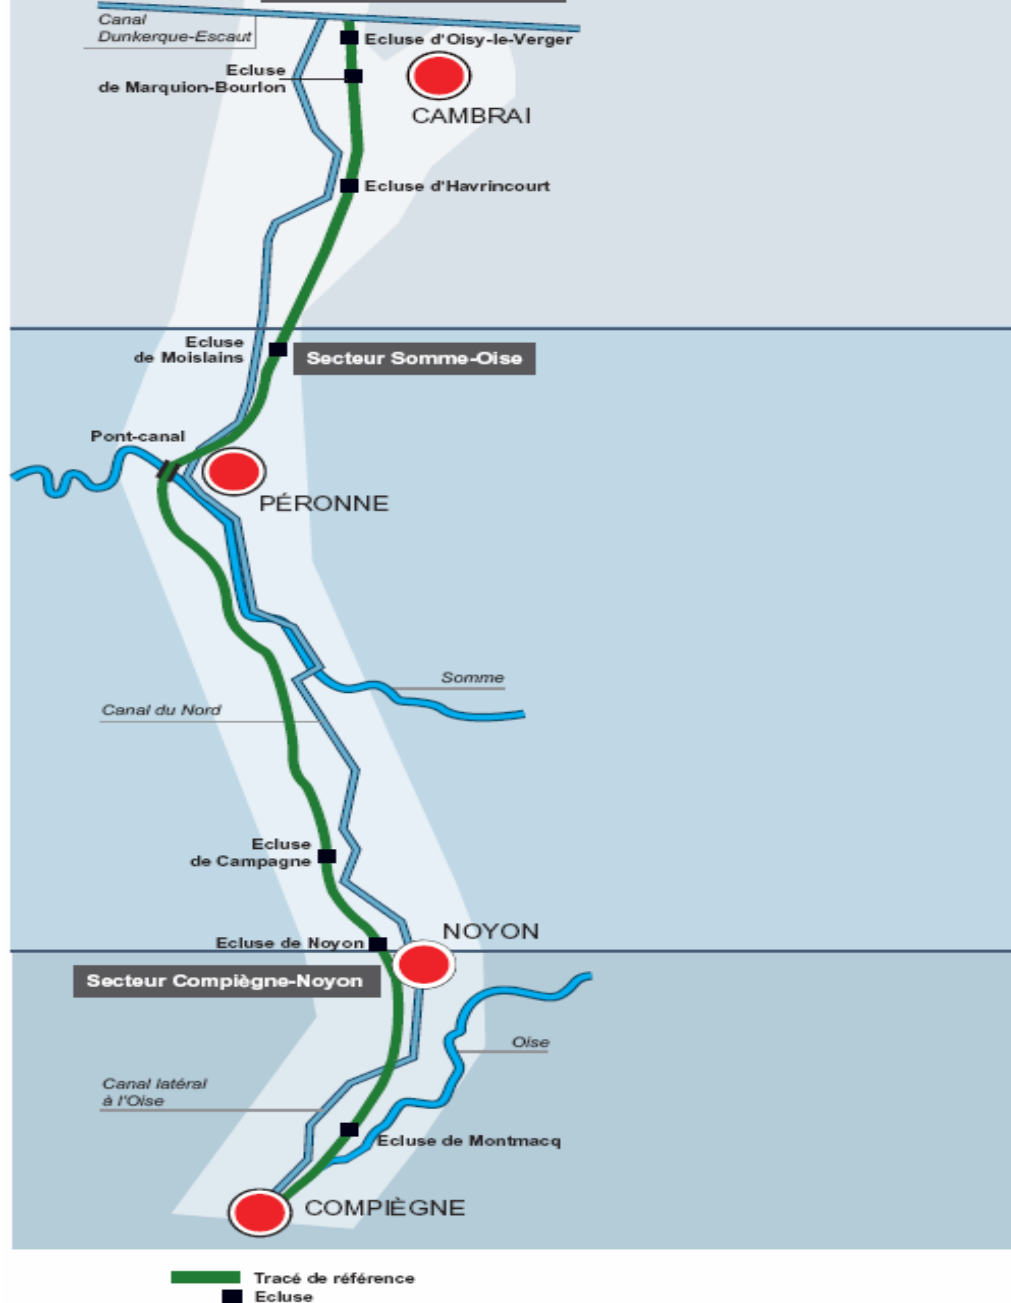 Canal
Dunkerque-Escaut
Ecluse d'Oisy-le-Verger
Ecluse
de Marquion-Bourlon
CAMBRAI
Ecluse d'Havrincourt
Ecluse
de Moislains
Secteur Somme-Oise
Pont-canal
PÉRONNE
Somme
Canal du Nord
Ecluse
de Campagne
NOYON
Ecluse de Noyon
Secteur Compiègne-Noyon
Oise
Canal latéral
à l'Oise
Ecluse de Montmacq
COMPIÈGNE
Tracé de référence
Ecluse